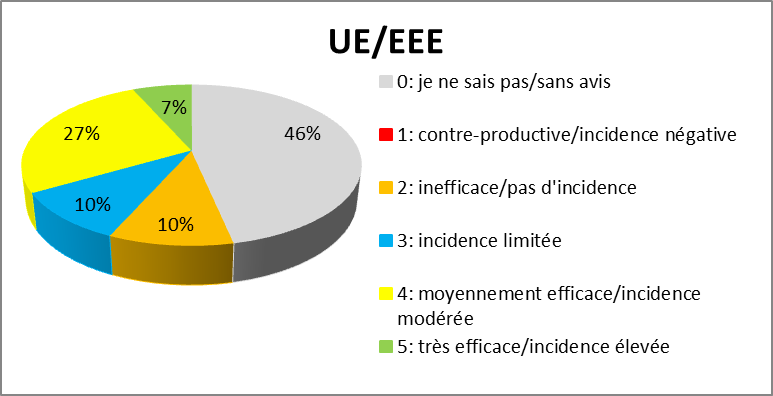 UE/EEE
7%
46%
27%
10%
10%
0: je ne sais pas/sans avis
1: contre-productive/incidence négative
2: inefficace/pas d'incidence
3: incidence limitée
4: moyennement efficace/incidence
modérée
5: très efficace/incidence élevée